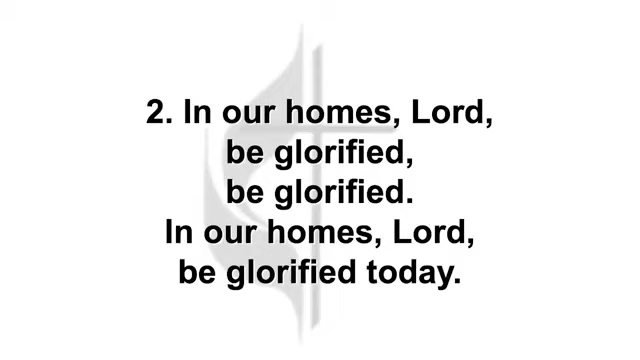 2. In our homes, Lord,
be glorified,
be glorified.
In our homes, Lord,
be glorified today.